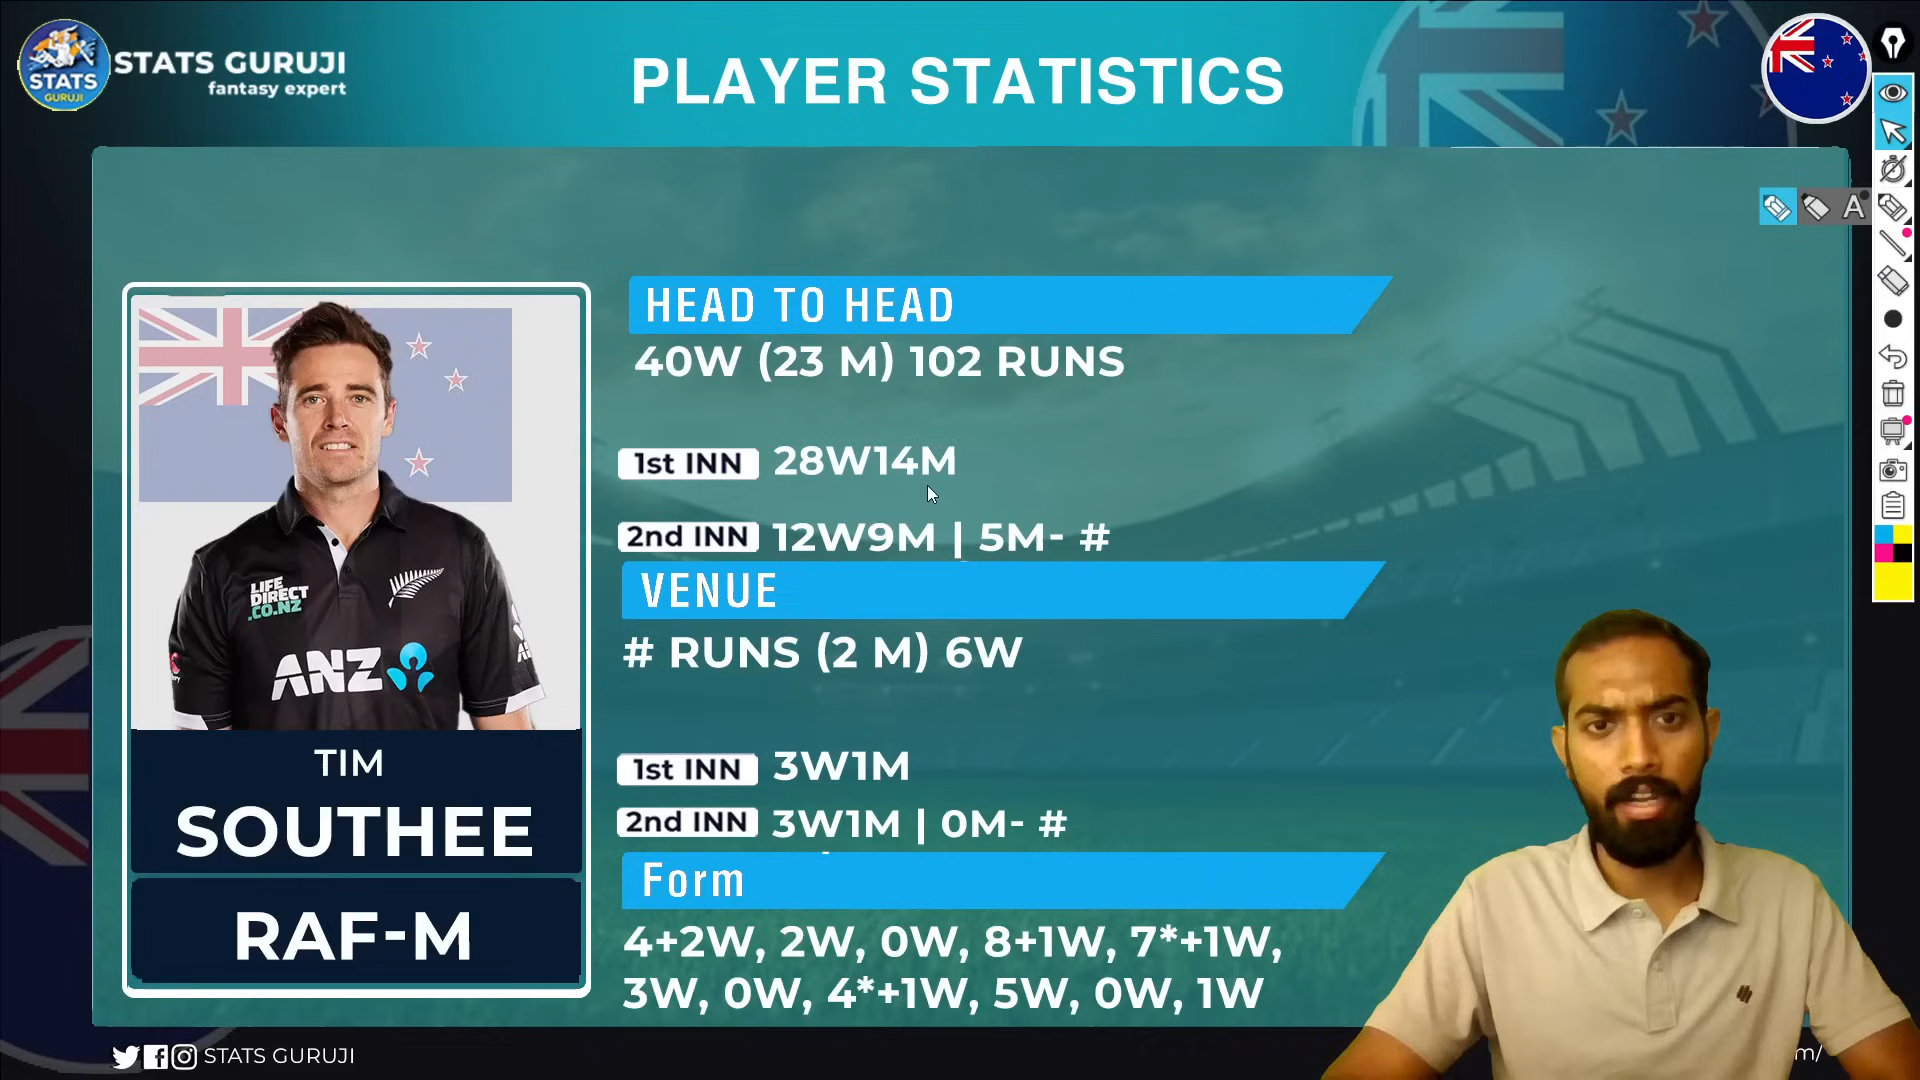 STATS
GURUJI
STATS GURUJI
fantasy expert
PLAYER STATISTICS
A
HEAD TO HEAD
40W (23 M) 102 RUNS
1st INN 28W14M
2nd INN 12W9M | 5M- #
VENUE
# RUNS (2 M) 6W
1st INN 3W1M
2nd INN 3W1M | 0M- #
Form
4+2W, 2W, 0W, 8+1W, 7*+1W,
3W, 0W, 4*+1W, 5W, 0W, 1W
LIFE
DIRECT
.CO.NZ
ANZ
TIM
SOUTHEE
RAF-M
STATS GURUJI
m/